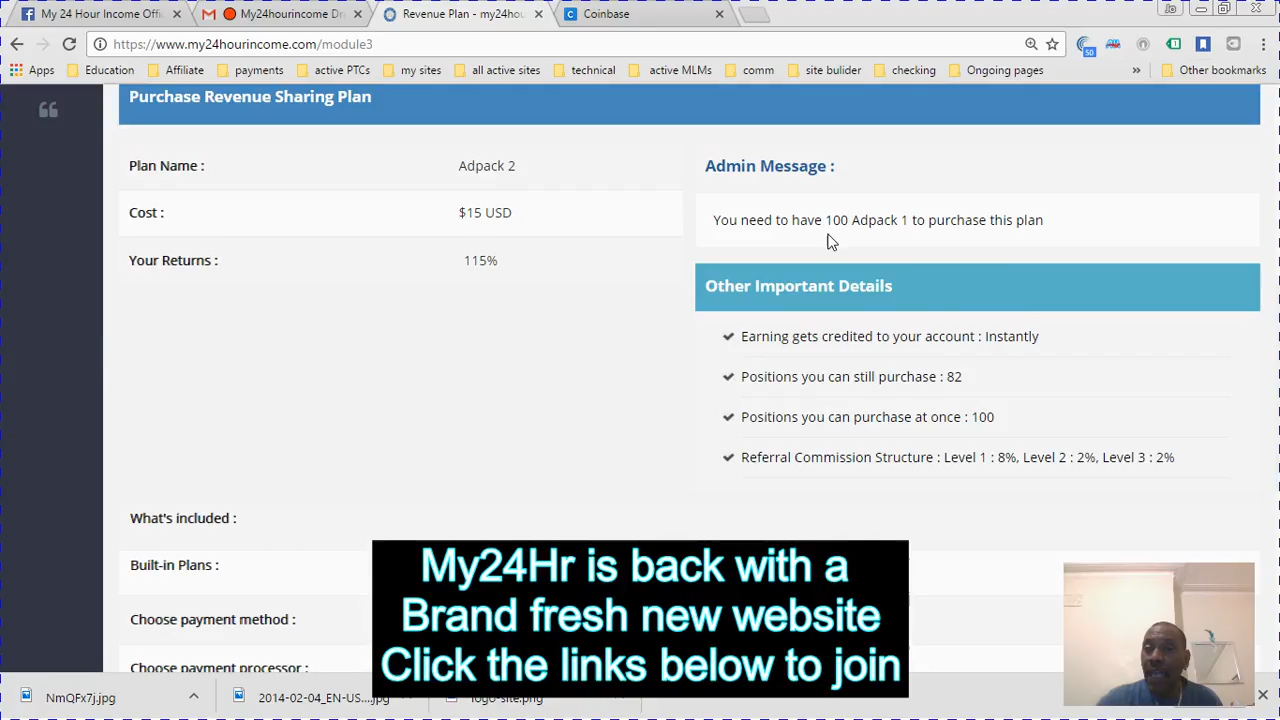 My 24 Hour Income Offi
My24hourincome Dr
Revenue Plan - my24hou
Coinbase
https://www.my24hourincome.com/module3
50
Apps
Education
Affiliate
payments
active PTCs
my sites
all active sites
technical
active MLMs
comm
site builder
checking
Ongoing pages
»
Other bookmarks
Purchase Revenue Sharing Plan
Plan Name : Adpack 2
Cost : $15 USD
Your Returns : 115%
Admin Message :
You need to have 100 Adpack 1 to purchase this plan
Other Important Details
Earning gets credited to your account : Instantly
Positions you can still purchase : 82
Positions you can purchase at once : 100
Referral Commission Structure : Level 1 : 8%, Level 2 : 2%, Level 3 : 2%
What's included :
Built-in Plans :
Choose payment method :
Choose payment processor :
My24Hr is back with a
Brand fresh new website
Click the links below to join
NmQFx7j.jpg
2014-02-04_EN-US....jpg
logo-site.png